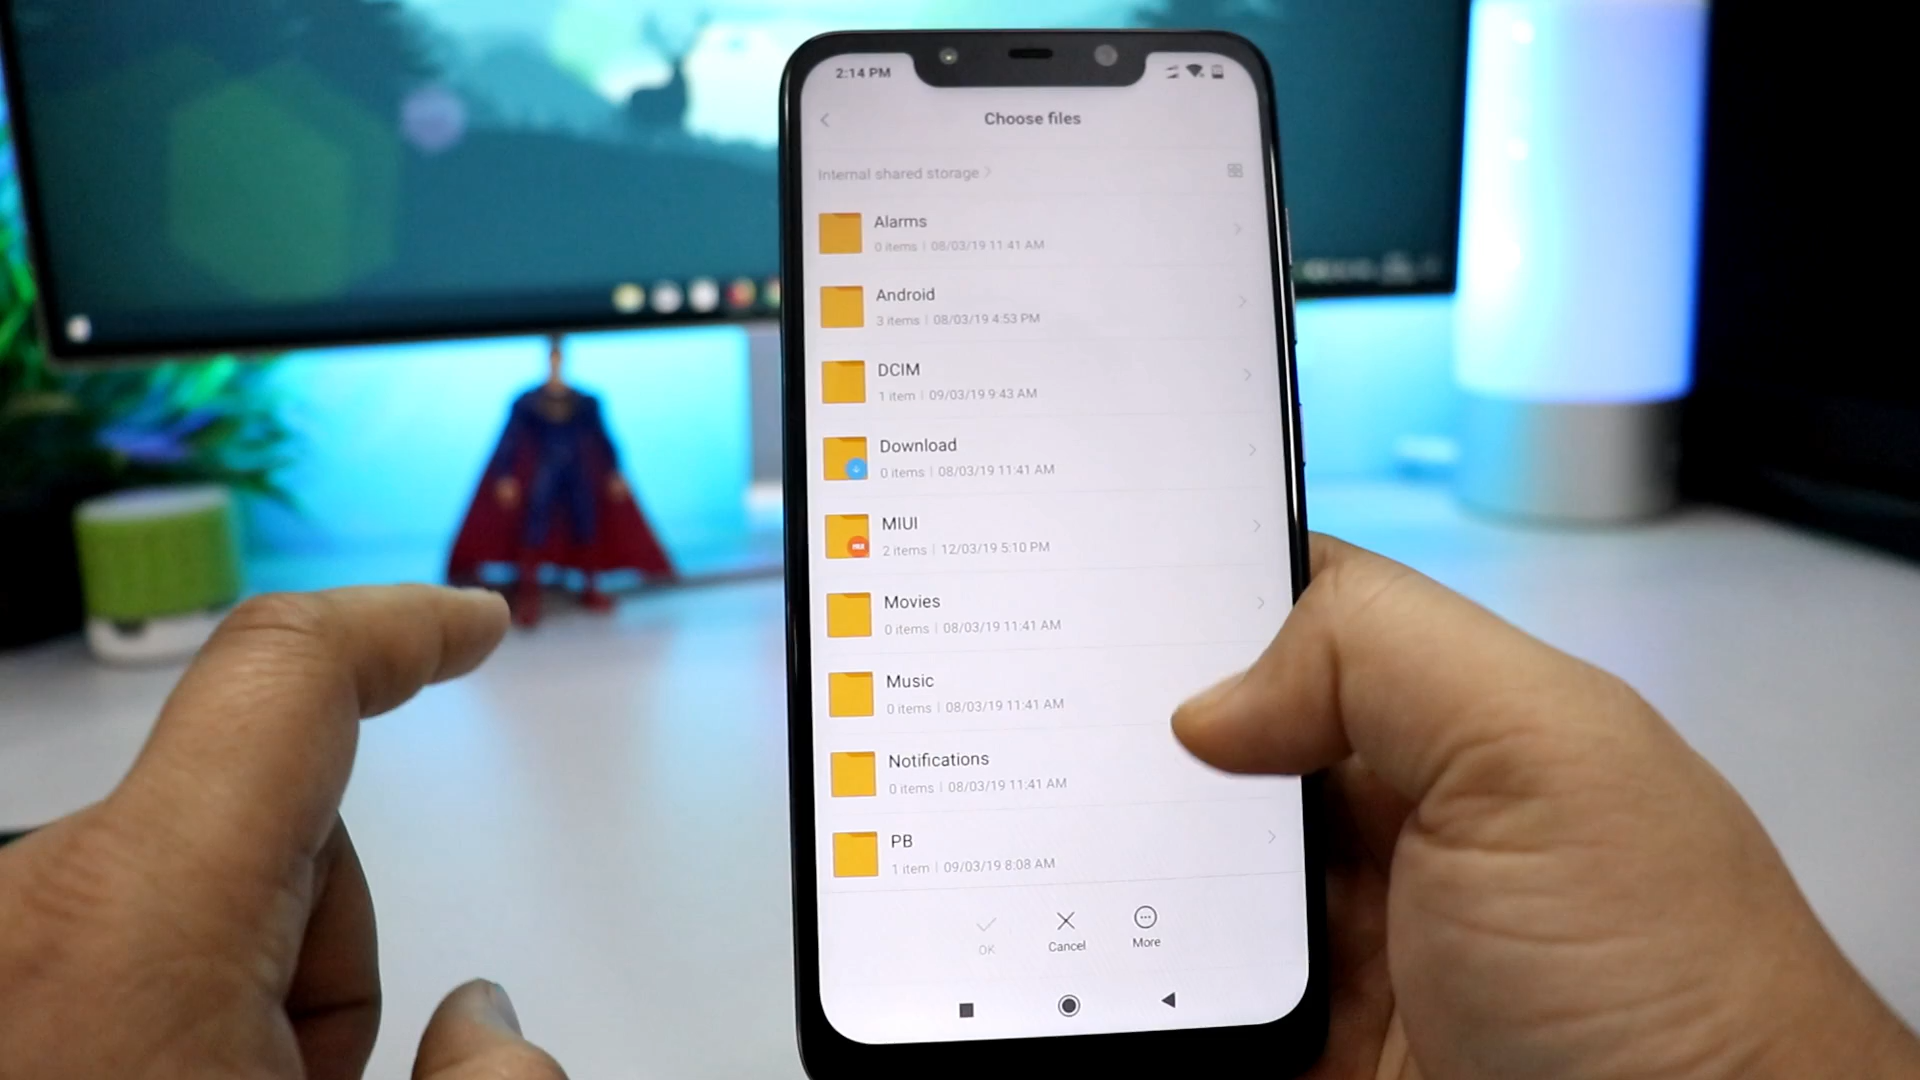 2:14 PM
Choose files
Internal shared storage
Alarms
0 items | 08/03/19 11:41 AM
Android
3 items | 08/03/19 4:53 PM
DCIM
1 item | 09/03/19 9:43 AM
Download
0 items | 08/03/19 11:41 AM
MIUI
2 items | 12/03/19 5:10 PM
Movies
0 items | 08/03/19 11:41 AM
Music
0 items | 08/03/19 11:41 AM
Notifications
0 items | 08/03/19 11:41 AM
PB
1 item | 09/03/19 8:08 AM
OK
Cancel
More